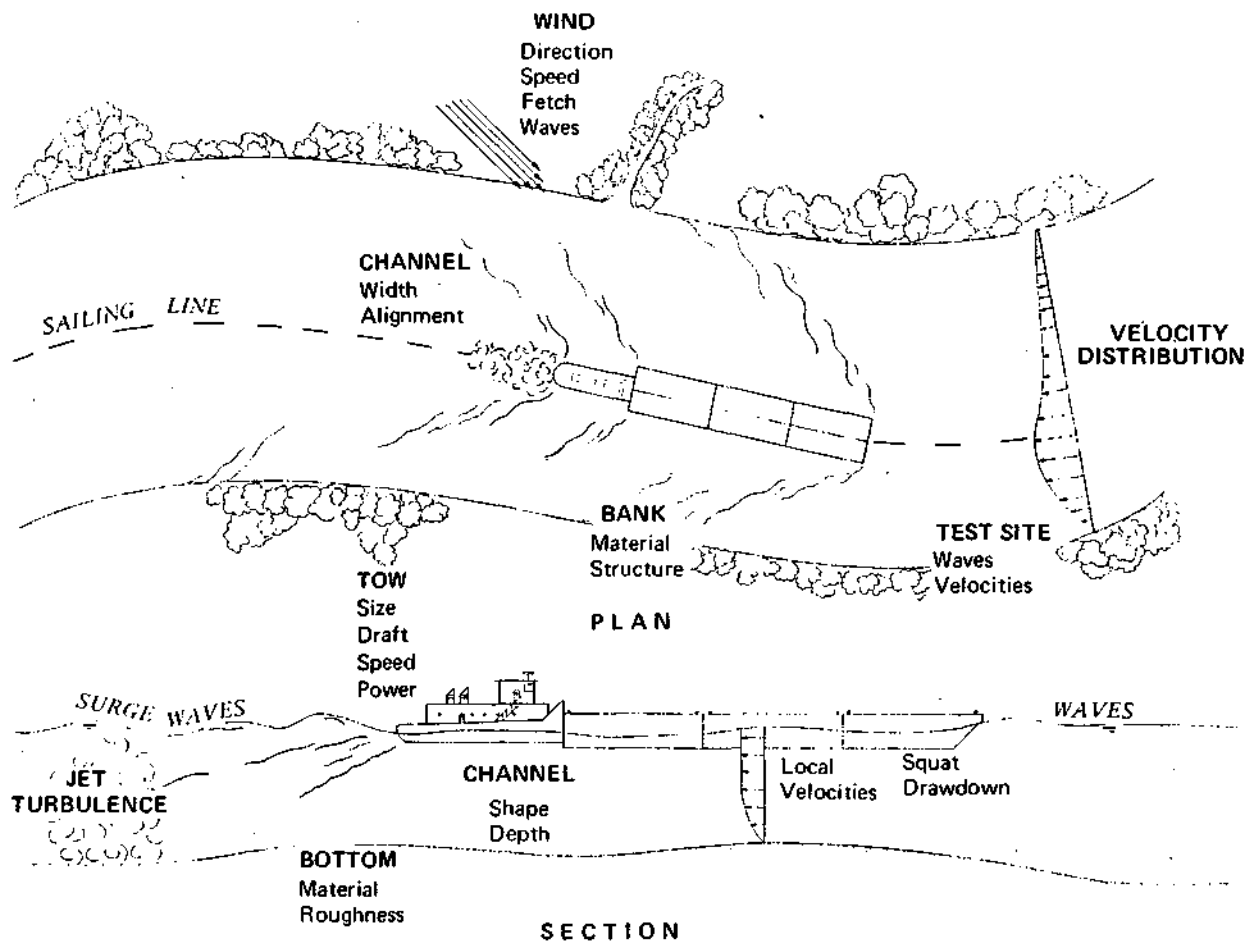 WIND
Direction
Speed
Fetch
Waves
CHANNEL
Width
Alignment
SAILING LINE
VELOCITY
DISTRIBUTION
BANK
Material
Structure
TEST SITE
Waves
Velocities
TOW
Size
Draft
Speed
Power
PLAN
SURGE WAVES
WAVES
JET
TURBULENCE
CHANNEL
Shape
Depth
Local
Velocities
Squat
Drawdown
BOTTOM
Material
Roughness
SECTION